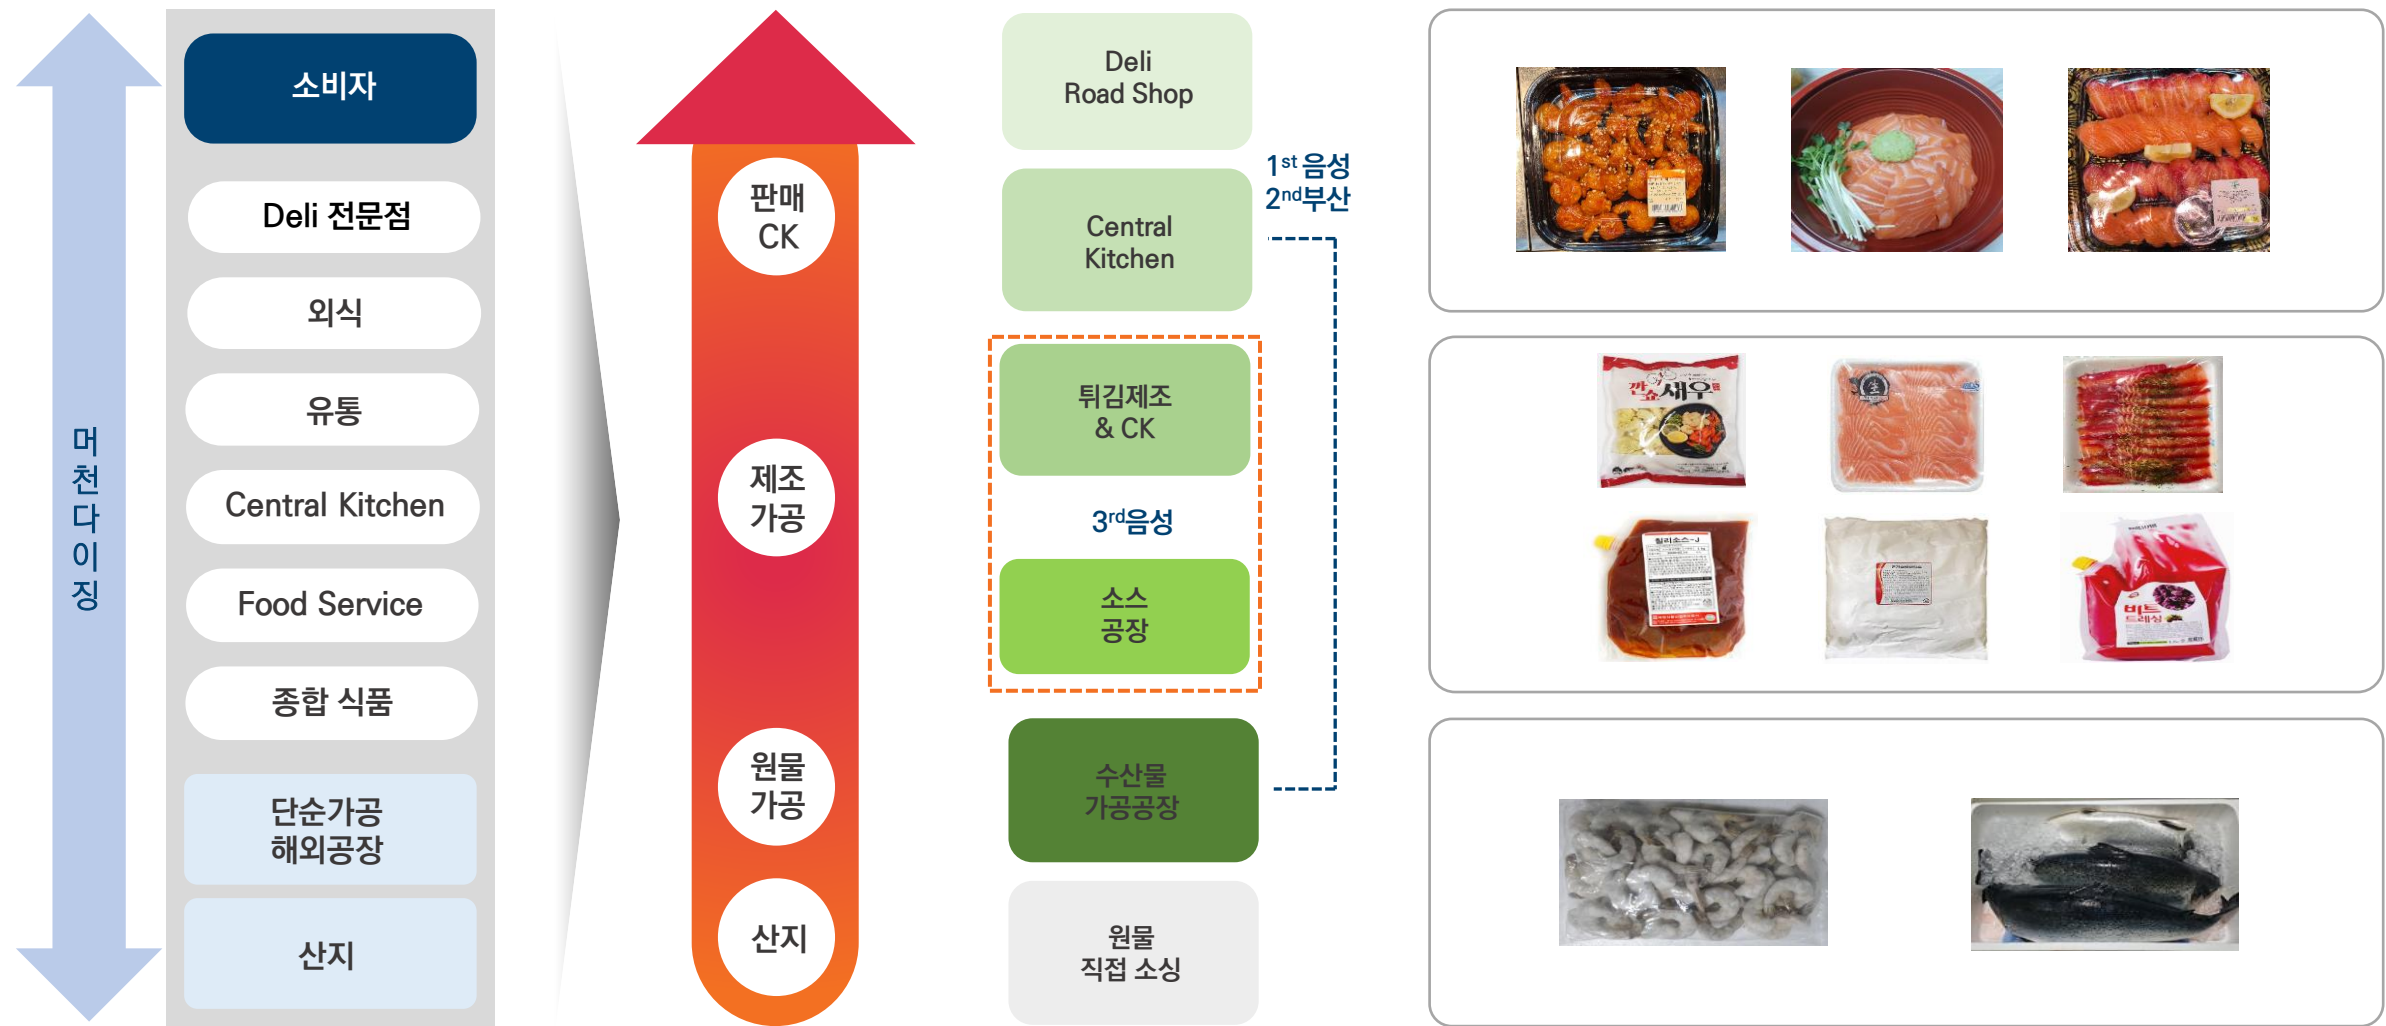 머
천
다
이
징
소비자
Deli 전문점
외식
유통
Central Kitchen
Food Service
종합 식품
단순가공
해외공장
산지
판매
CK
제조
가공
원물
가공
산지
Deli
Road Shop
Central
Kitchen
1st 음성
2nd부산
튀김제조
& CK
3rd음성
소스
공장
수산물
가공공장
원물
직접 소싱
깐쇼새우
生
칠리소스-J
비트
드레싱